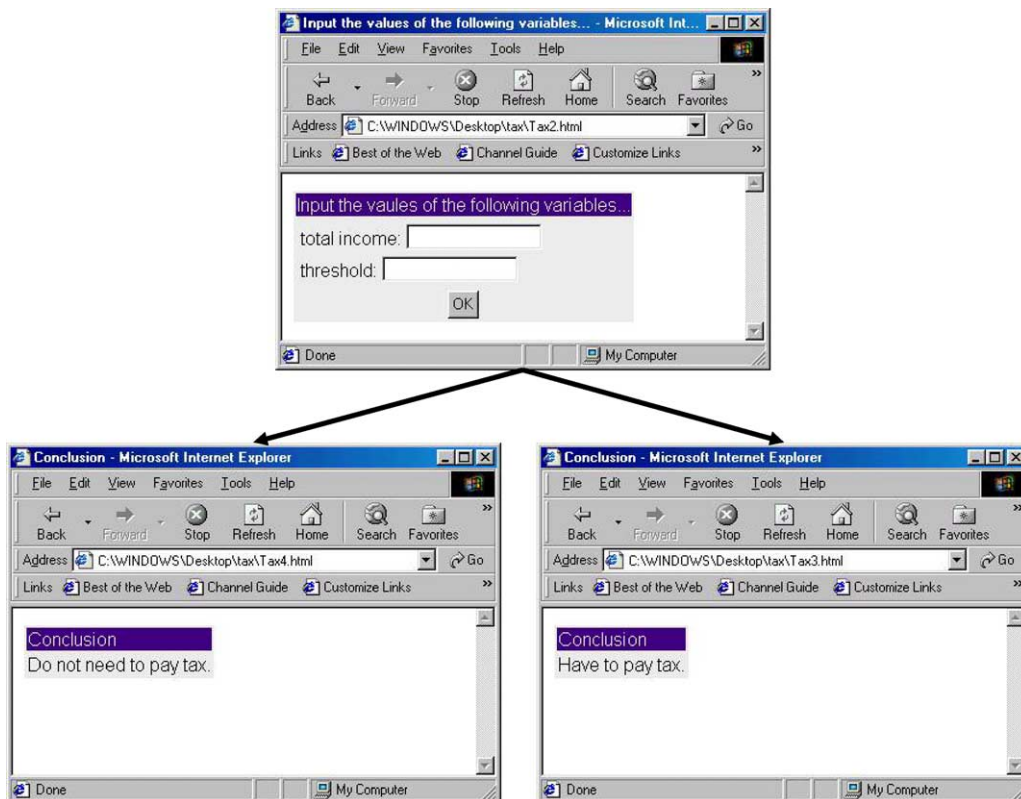 Input the values of the following variables... - Microsoft Int...
File Edit View Favorites Tools Help
Back Forward Stop Refresh Home Search Favorites »
Address C:\WINDOWS\Desktop\tax\Tax2.html Go
Links Best of the Web Channel Guide Customize Links »
Input the vaules of the following variables...
total income:
threshold:
OK
Done My Computer
Conclusion - Microsoft Internet Explorer
File Edit View Favorites Tools Help
Back Forward Stop Refresh Home Search Favorites »
Address C:\WINDOWS\Desktop\tax\Tax4.html Go
Links Best of the Web Channel Guide Customize Links »
Conclusion
Do not need to pay tax.
Done My Computer
Conclusion - Microsoft Internet Explorer
File Edit View Favorites Tools Help
Back Forward Stop Refresh Home Search Favorites »
Address C:\WINDOWS\Desktop\tax\Tax3.html Go
Links Best of the Web Channel Guide Customize Links »
Conclusion
Have to pay tax.
Done My Computer